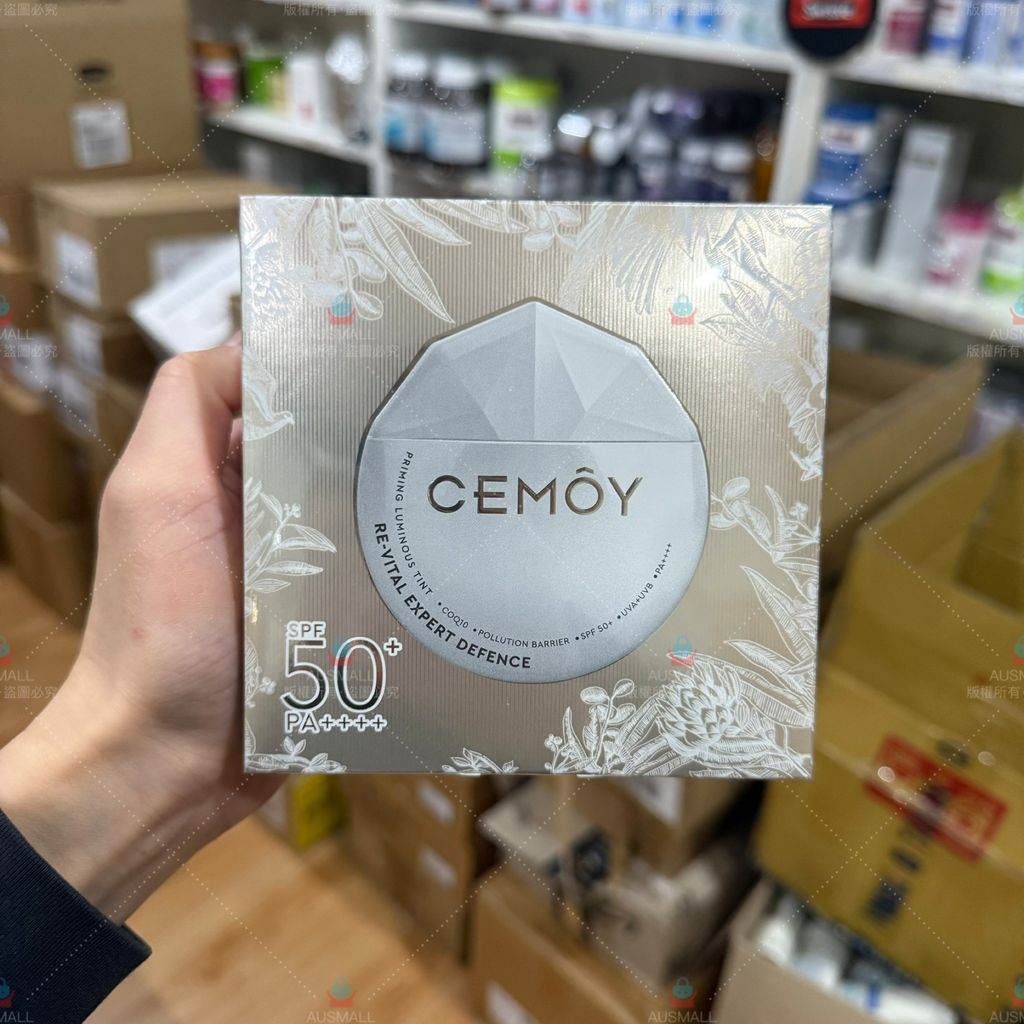 CEMÔY
PRIMING LUMINOUS TINT
RE-VITAL EXPERT DEFENCE
•COQ10 •POLLUTION BARRIER •SPF 50+ •UVA+UVB •PA++++
SPF
50+
PA++++
版權所有·盜圖必究
AUSMALL